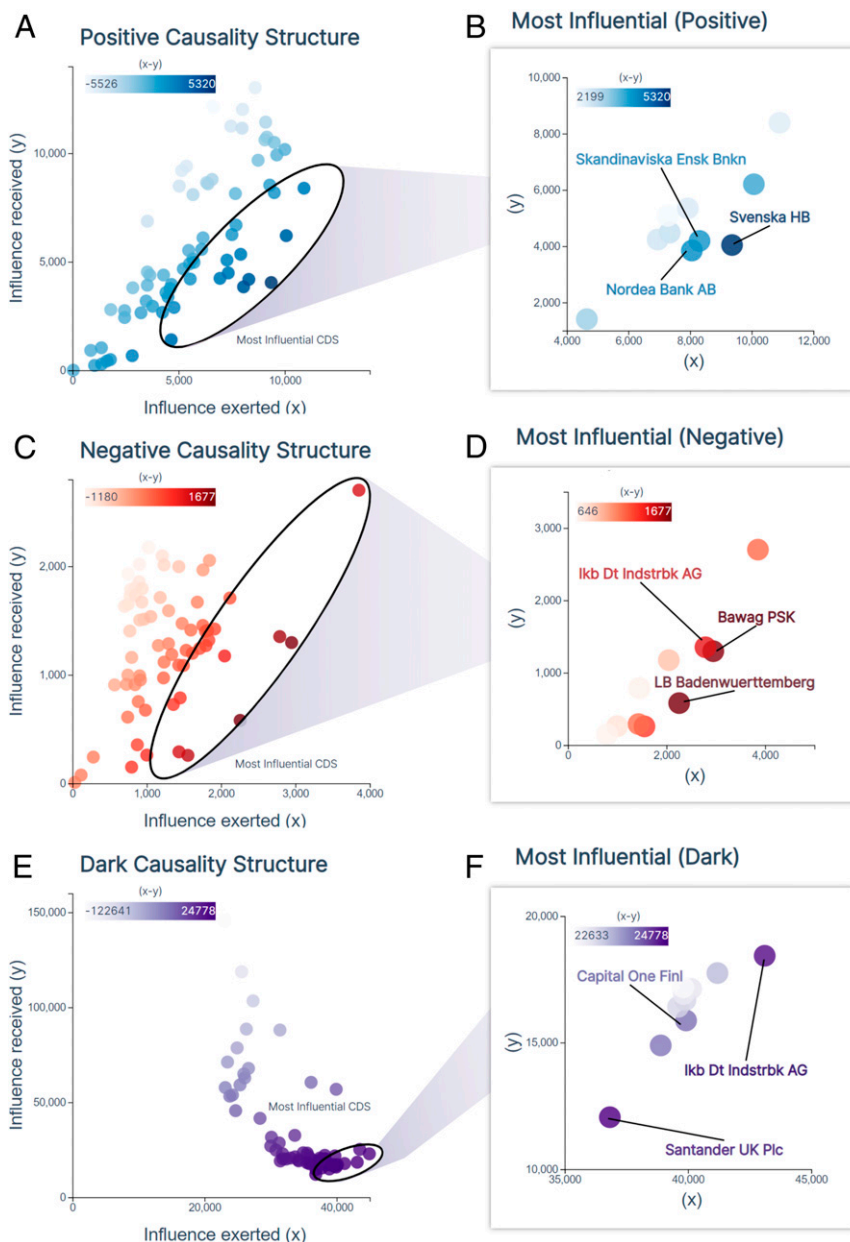 A
Positive Causality Structure
(x-y)
-5526
5320
Influence received (y)
10,000
5,000
0
5,000
10,000
Most Influential CDS
Influence exerted (x)
B
Most Influential (Positive)
(x-y)
2199
5320
10,000
8,000
6,000
4,000
2,000
(y)
Skandinaviska Ensk Bnkn
Svenska HB
Nordea Bank AB
4,000
6,000
8,000
10,000
12,000
(x)
C
Negative Causality Structure
(x-y)
-1180
1677
Influence received (y)
2,000
1,000
0
0
1,000
2,000
3,000
4,000
Most Influential CDS
Influence exerted (x)
D
Most Influential (Negative)
(x-y)
646
1677
3,000
2,000
1,000
0
(y)
Ikb Dt Indstrbk AG
Bawag PSK
LB Badenwuerttemberg
0
2,000
4,000
(x)
E
Dark Causality Structure
(x-y)
-122641
24778
Influence received (y)
150,000
100,000
50,000
0
0
20,000
40,000
Most Influential CDS
Influence exerted (x)
F
Most Influential (Dark)
(x-y)
22633
24778
20,000
15,000
10,000
(y)
Capital One Finl
Ikb Dt Indstrbk AG
Santander UK Plc
35,000
40,000
45,000
(x)